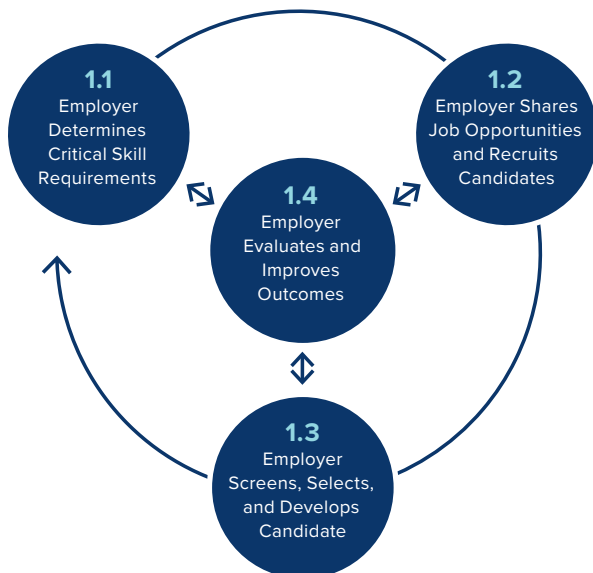 1.1
Employer
Determines
Critical Skill
Requirements
1.2
Employer Shares
Job Opportunities
and Recruits
Candidates
1.4
Employer
Evaluates and
Improves
Outcomes
1.3
Employer
Screens, Selects,
and Develops
Candidate